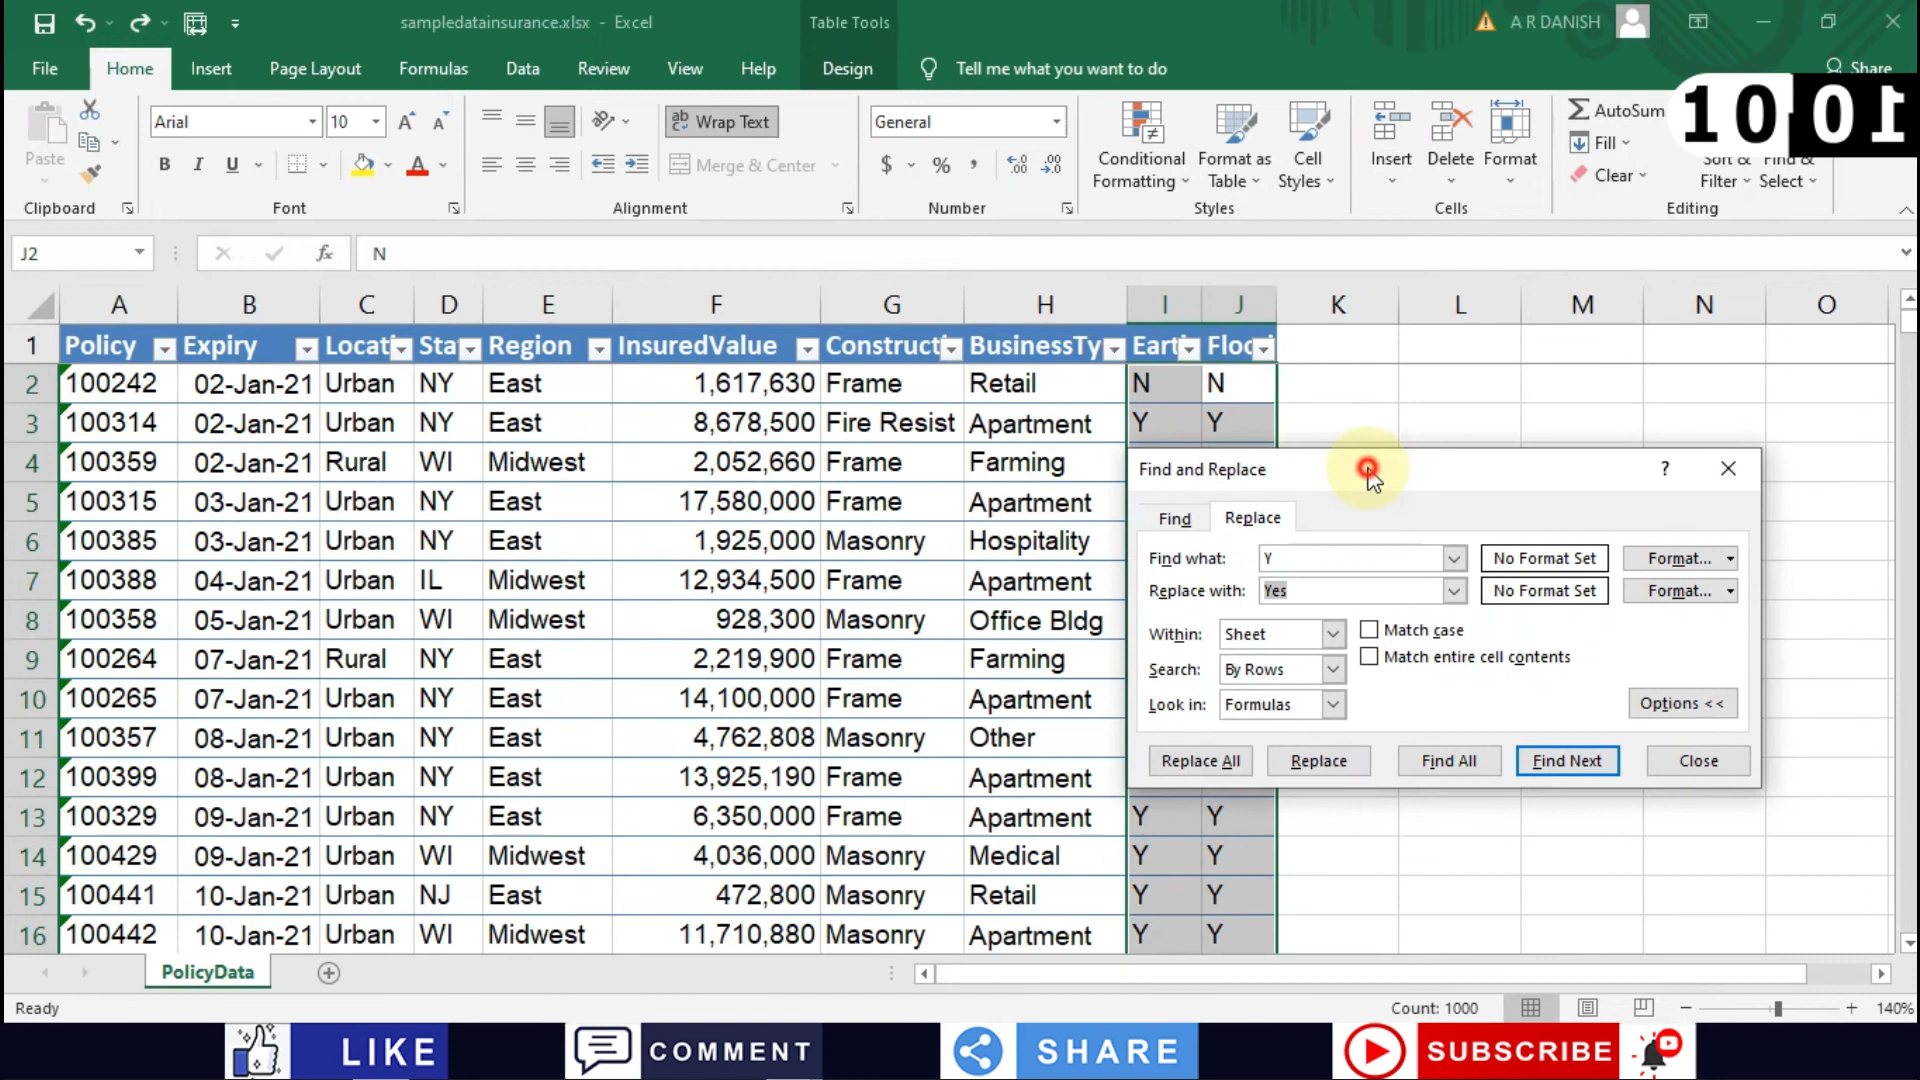 sampledatainsurance.xlsx - Excel
Table Tools
A R DANISH
File Home Insert Page Layout Formulas Data Review View Help Design Tell me what you want to do Share
10 01
Paste
Arial 10
B I U
Wrap Text
Merge & Center
General
$ % ,
Conditional Formatting
Format as Table
Cell Styles
Insert Delete Format
AutoSum
Fill
Clear
Sort & Filter
Find & Select
Clipboard Font Alignment Number Styles Cells Editing
J2 fx N
A B C D E F G H I J K L M N O
1 Policy Expiry Locati Sta Region InsuredValue Constructi BusinessTy Eart Floo
2 100242 02-Jan-21 Urban NY East 1,617,630 Frame Retail N N
3 100314 02-Jan-21 Urban NY East 8,678,500 Fire Resist Apartment Y Y
4 100359 02-Jan-21 Rural WI Midwest 2,052,660 Frame Farming
5 100315 03-Jan-21 Urban NY East 17,580,000 Frame Apartment
6 100385 03-Jan-21 Urban NY East 1,925,000 Masonry Hospitality
7 100388 04-Jan-21 Urban IL Midwest 12,934,500 Frame Apartment
8 100358 05-Jan-21 Urban WI Midwest 928,300 Masonry Office Bldg
9 100264 07-Jan-21 Rural NY East 2,219,900 Frame Farming
10 100265 07-Jan-21 Urban NY East 14,100,000 Frame Apartment
11 100357 08-Jan-21 Urban NY East 4,762,808 Masonry Other
12 100399 08-Jan-21 Urban NY East 13,925,190 Frame Apartment
13 100329 09-Jan-21 Urban NY East 6,350,000 Frame Apartment Y Y
14 100429 09-Jan-21 Urban WI Midwest 4,036,000 Masonry Medical Y Y
15 100441 10-Jan-21 Urban NJ East 472,800 Masonry Retail Y Y
16 100442 10-Jan-21 Urban WI Midwest 11,710,880 Masonry Apartment Y Y
Find and Replace ?
Find Replace
Find what: Y No Format Set Format...
Replace with: Yes No Format Set Format...
Within: Sheet Match case
Search: By Rows Match entire cell contents
Look in: Formulas Options <<
Replace All Replace Find All Find Next Close
PolicyData
Ready Count: 1000 140%
LIKE COMMENT SHARE SUBSCRIBE